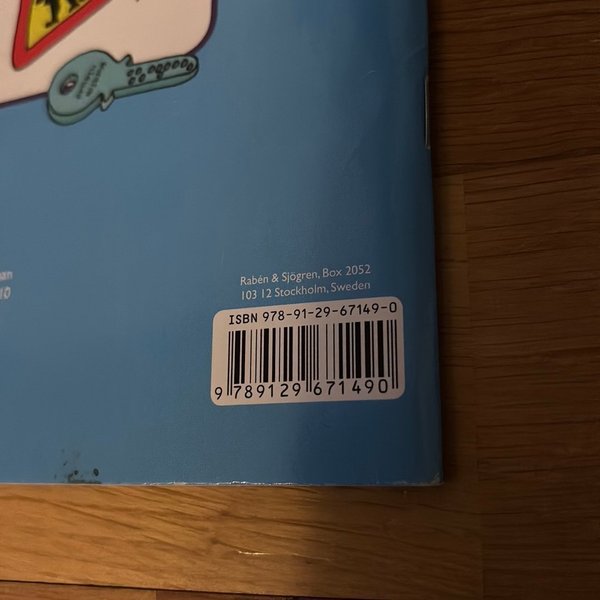 Rabén & Sjögren, Box 2052
103 12 Stockholm, Sweden
ISBN 978-91-29-67149-0
9 789129 671490